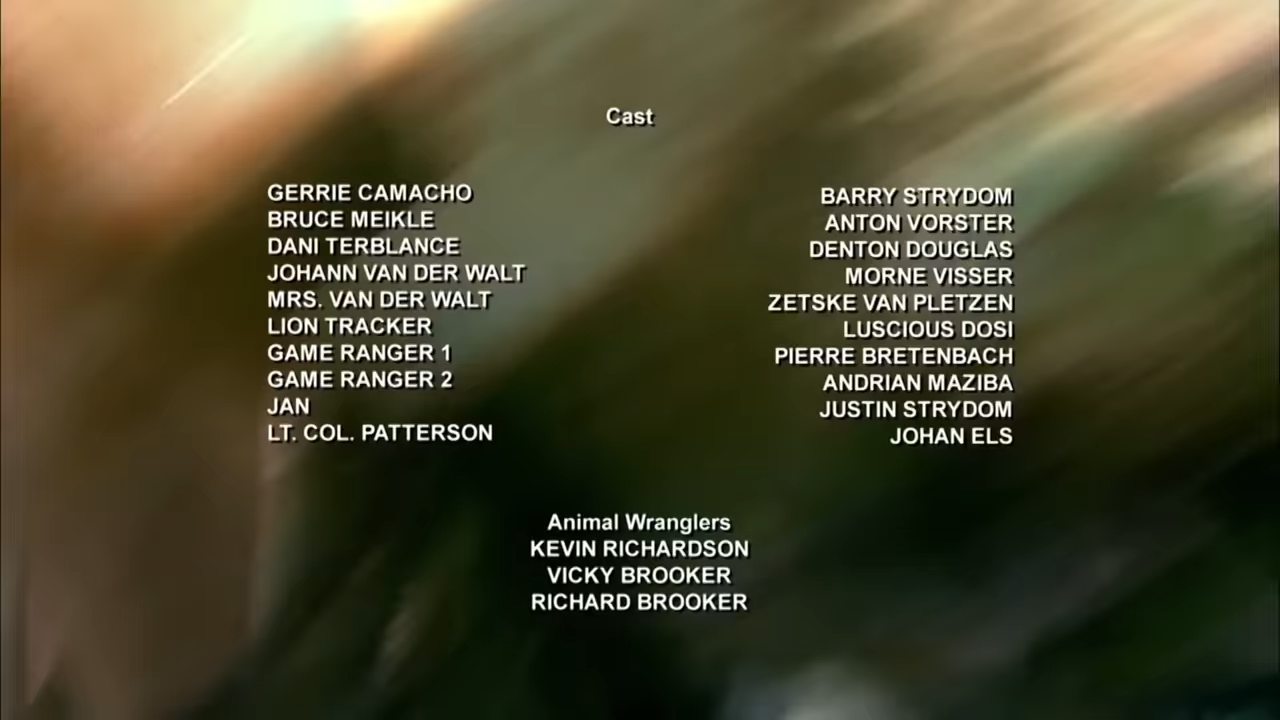 Cast
GERRIE CAMACHO BARRY STRYDOM
BRUCE MEIKLE ANTON VORSTER
DANI TERBLANCE DENTON DOUGLAS
JOHANN VAN DER WALT MORNE VISSER
MRS. VAN DER WALT ZETSKE VAN PLETZEN
LION TRACKER LUSCIOUS DOSI
GAME RANGER 1 PIERRE BRETENBACH
GAME RANGER 2 ANDRIAN MAZIBA
JAN JUSTIN STRYDOM
LT. COL. PATTERSON JOHAN ELS
Animal Wranglers
KEVIN RICHARDSON
VICKY BROOKER
RICHARD BROOKER